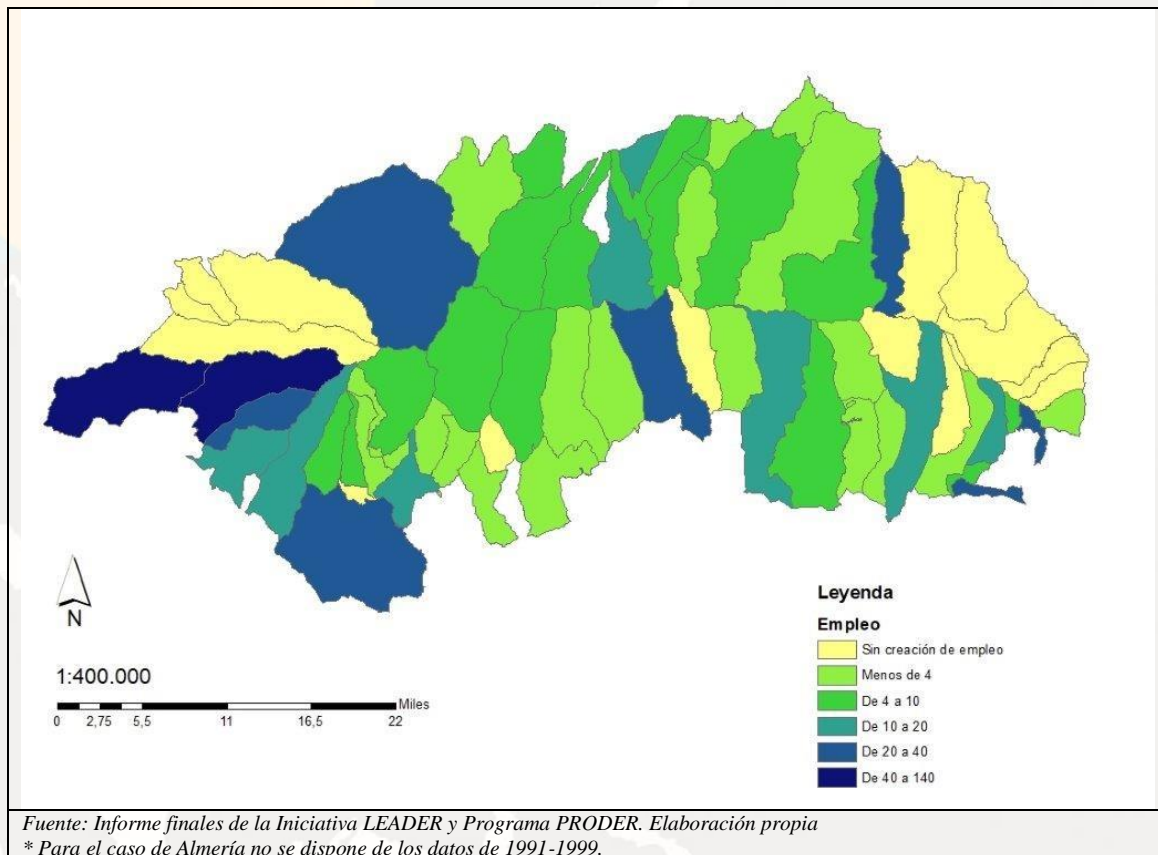 N
1:400.000
Miles
0 2,75 5,5 11 16,5 22
Leyenda
Empleo
Sin creación de empleo
Menos de 4
De 4 a 10
De 10 a 20
De 20 a 40
De 40 a 140
Fuente: Informe finales de la Iniciativa LEADER y Programa PRODER. Elaboración propia
* Para el caso de Almería no se dispone de los datos de 1991-1999.